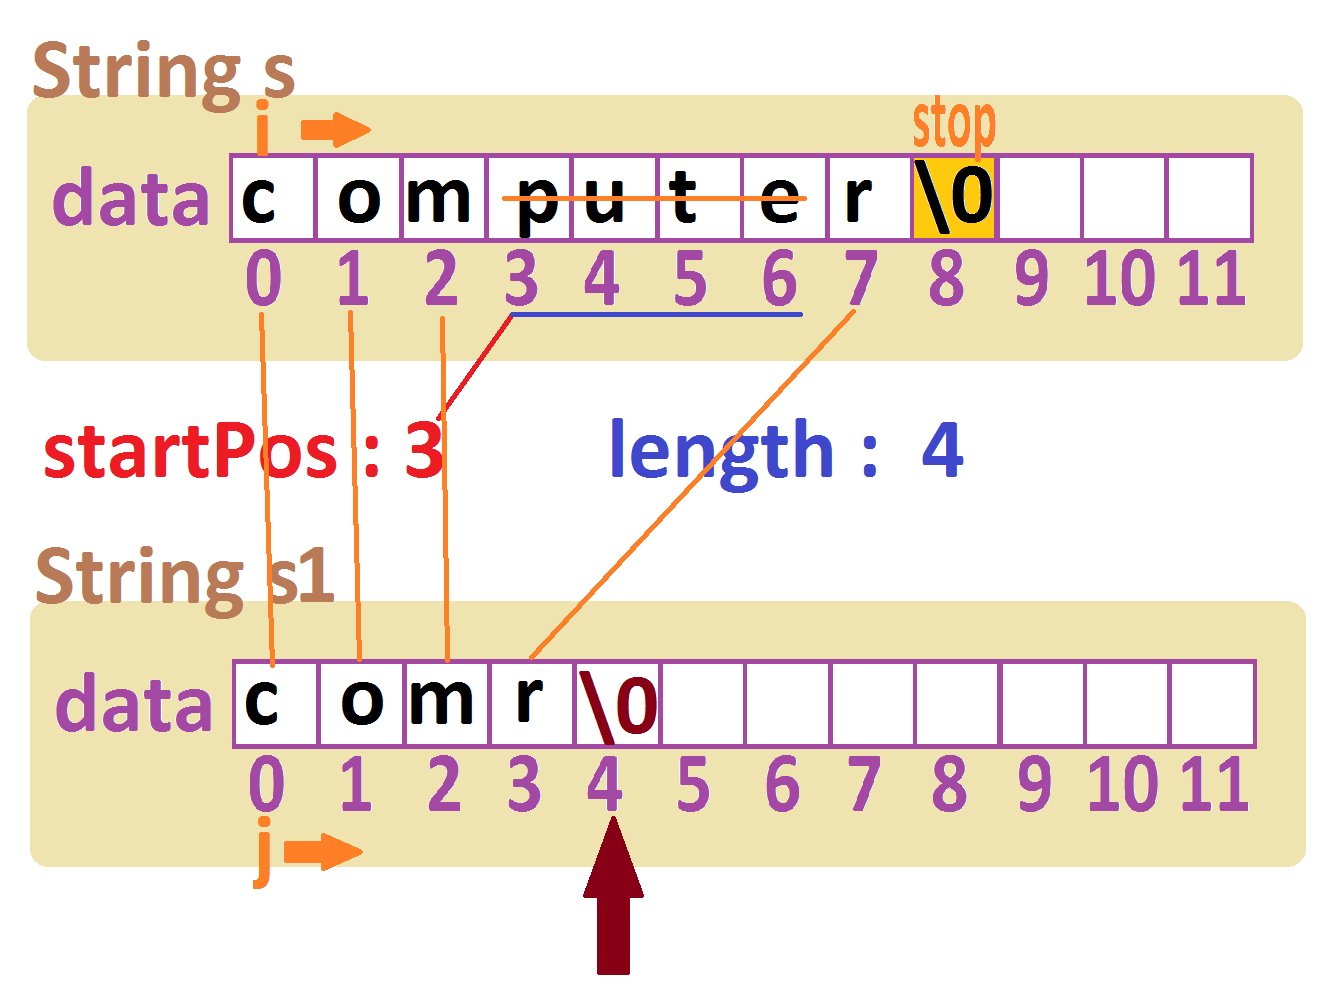 String s
i
stop
data c o m p u t e r \0
0 1 2 3 4 5 6 7 8 9 10 11
startPos : 3 length : 4
String s1
data c o m r \0
0 1 2 3 4 5 6 7 8 9 10 11
j